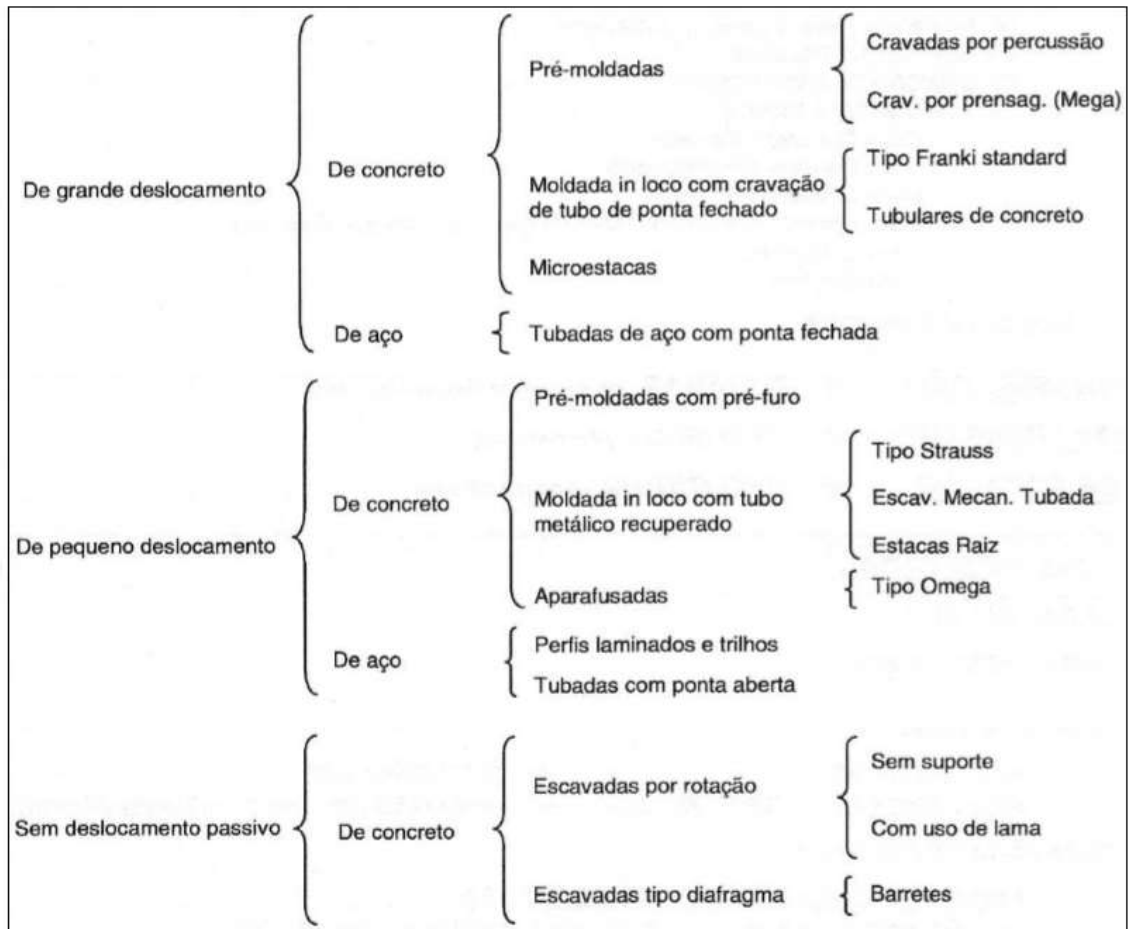 De grande deslocamento
De concreto
Pré-moldadas
Cravadas por percussão
Crav. por prensag. (Mega)
Moldada in loco com cravação
de tubo de ponta fechado
Tipo Franki standard
Tubulares de concreto
Microestacas
De aço
Tubadas de aço com ponta fechada
De pequeno deslocamento
De concreto
Pré-moldadas com pré-furo
Moldada in loco com tubo
metálico recuperado
Tipo Strauss
Escav. Mecan. Tubada
Estacas Raiz
Aparafusadas
Tipo Omega
De aço
Perfis laminados e trilhos
Tubadas com ponta aberta
Sem deslocamento passivo
De concreto
Escavadas por rotação
Sem suporte
Com uso de lama
Escavadas tipo diafragma
Barretes